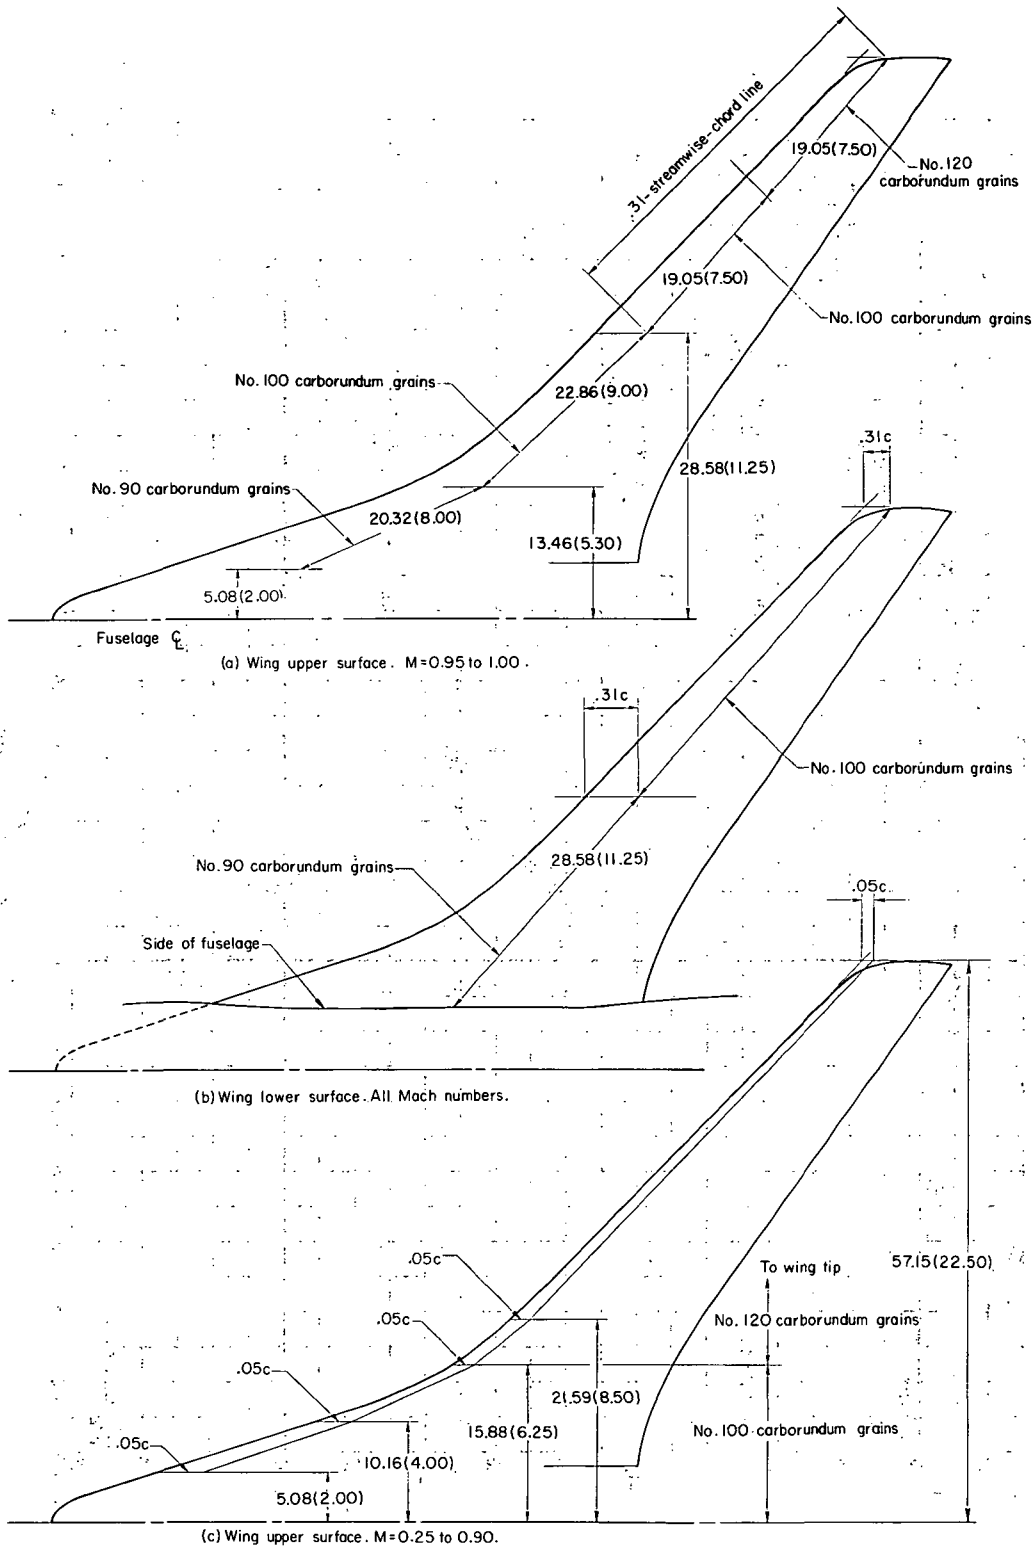 .31-streamwise-chord line
19.05(7.50)
No.120
carborundum grains
19.05(7.50)
No.100 carborundum grains
No.100 carborundum grains
22.86(9.00)
28.58(11.25)
No.90 carborundum grains
20.32(8.00)
13.46(5.30)
5.08(2.00)
Fuselage ℄
(a) Wing upper surface. M=0.95 to 1.00.
.31c
.31c
No.100 carborundum grains
28.58(11.25)
No.90 carborundum grains
Side of fuselage
(b) Wing lower surface. All Mach numbers.
.05c
57.15(22.50)
.05c
To wing tip
No. 120 carborundum grains
.05c
.05c
21.59(8.50)
15.88(6.25)
No.100 carborundum grains
.05c
10.16(4.00)
5.08(2.00)
(c) Wing upper surface. M=0.25 to 0.90.